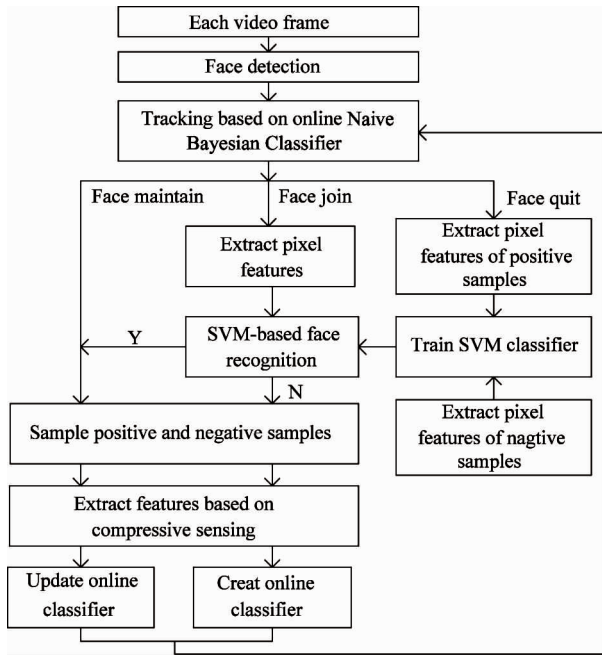 Each video frame
Face detection
Tracking based on online Naive
Bayesian Classifier
Face maintain
Face join
Face quit
Extract pixel
features
Extract pixel
features of positive
samples
Y
SVM-based face
recognition
Train SVM classifier
N
Sample positive and negative samples
Extract pixel
features of nagtive
samples
Extract features based on
compressive sensing
Update online
classifier
Creat online
classifier